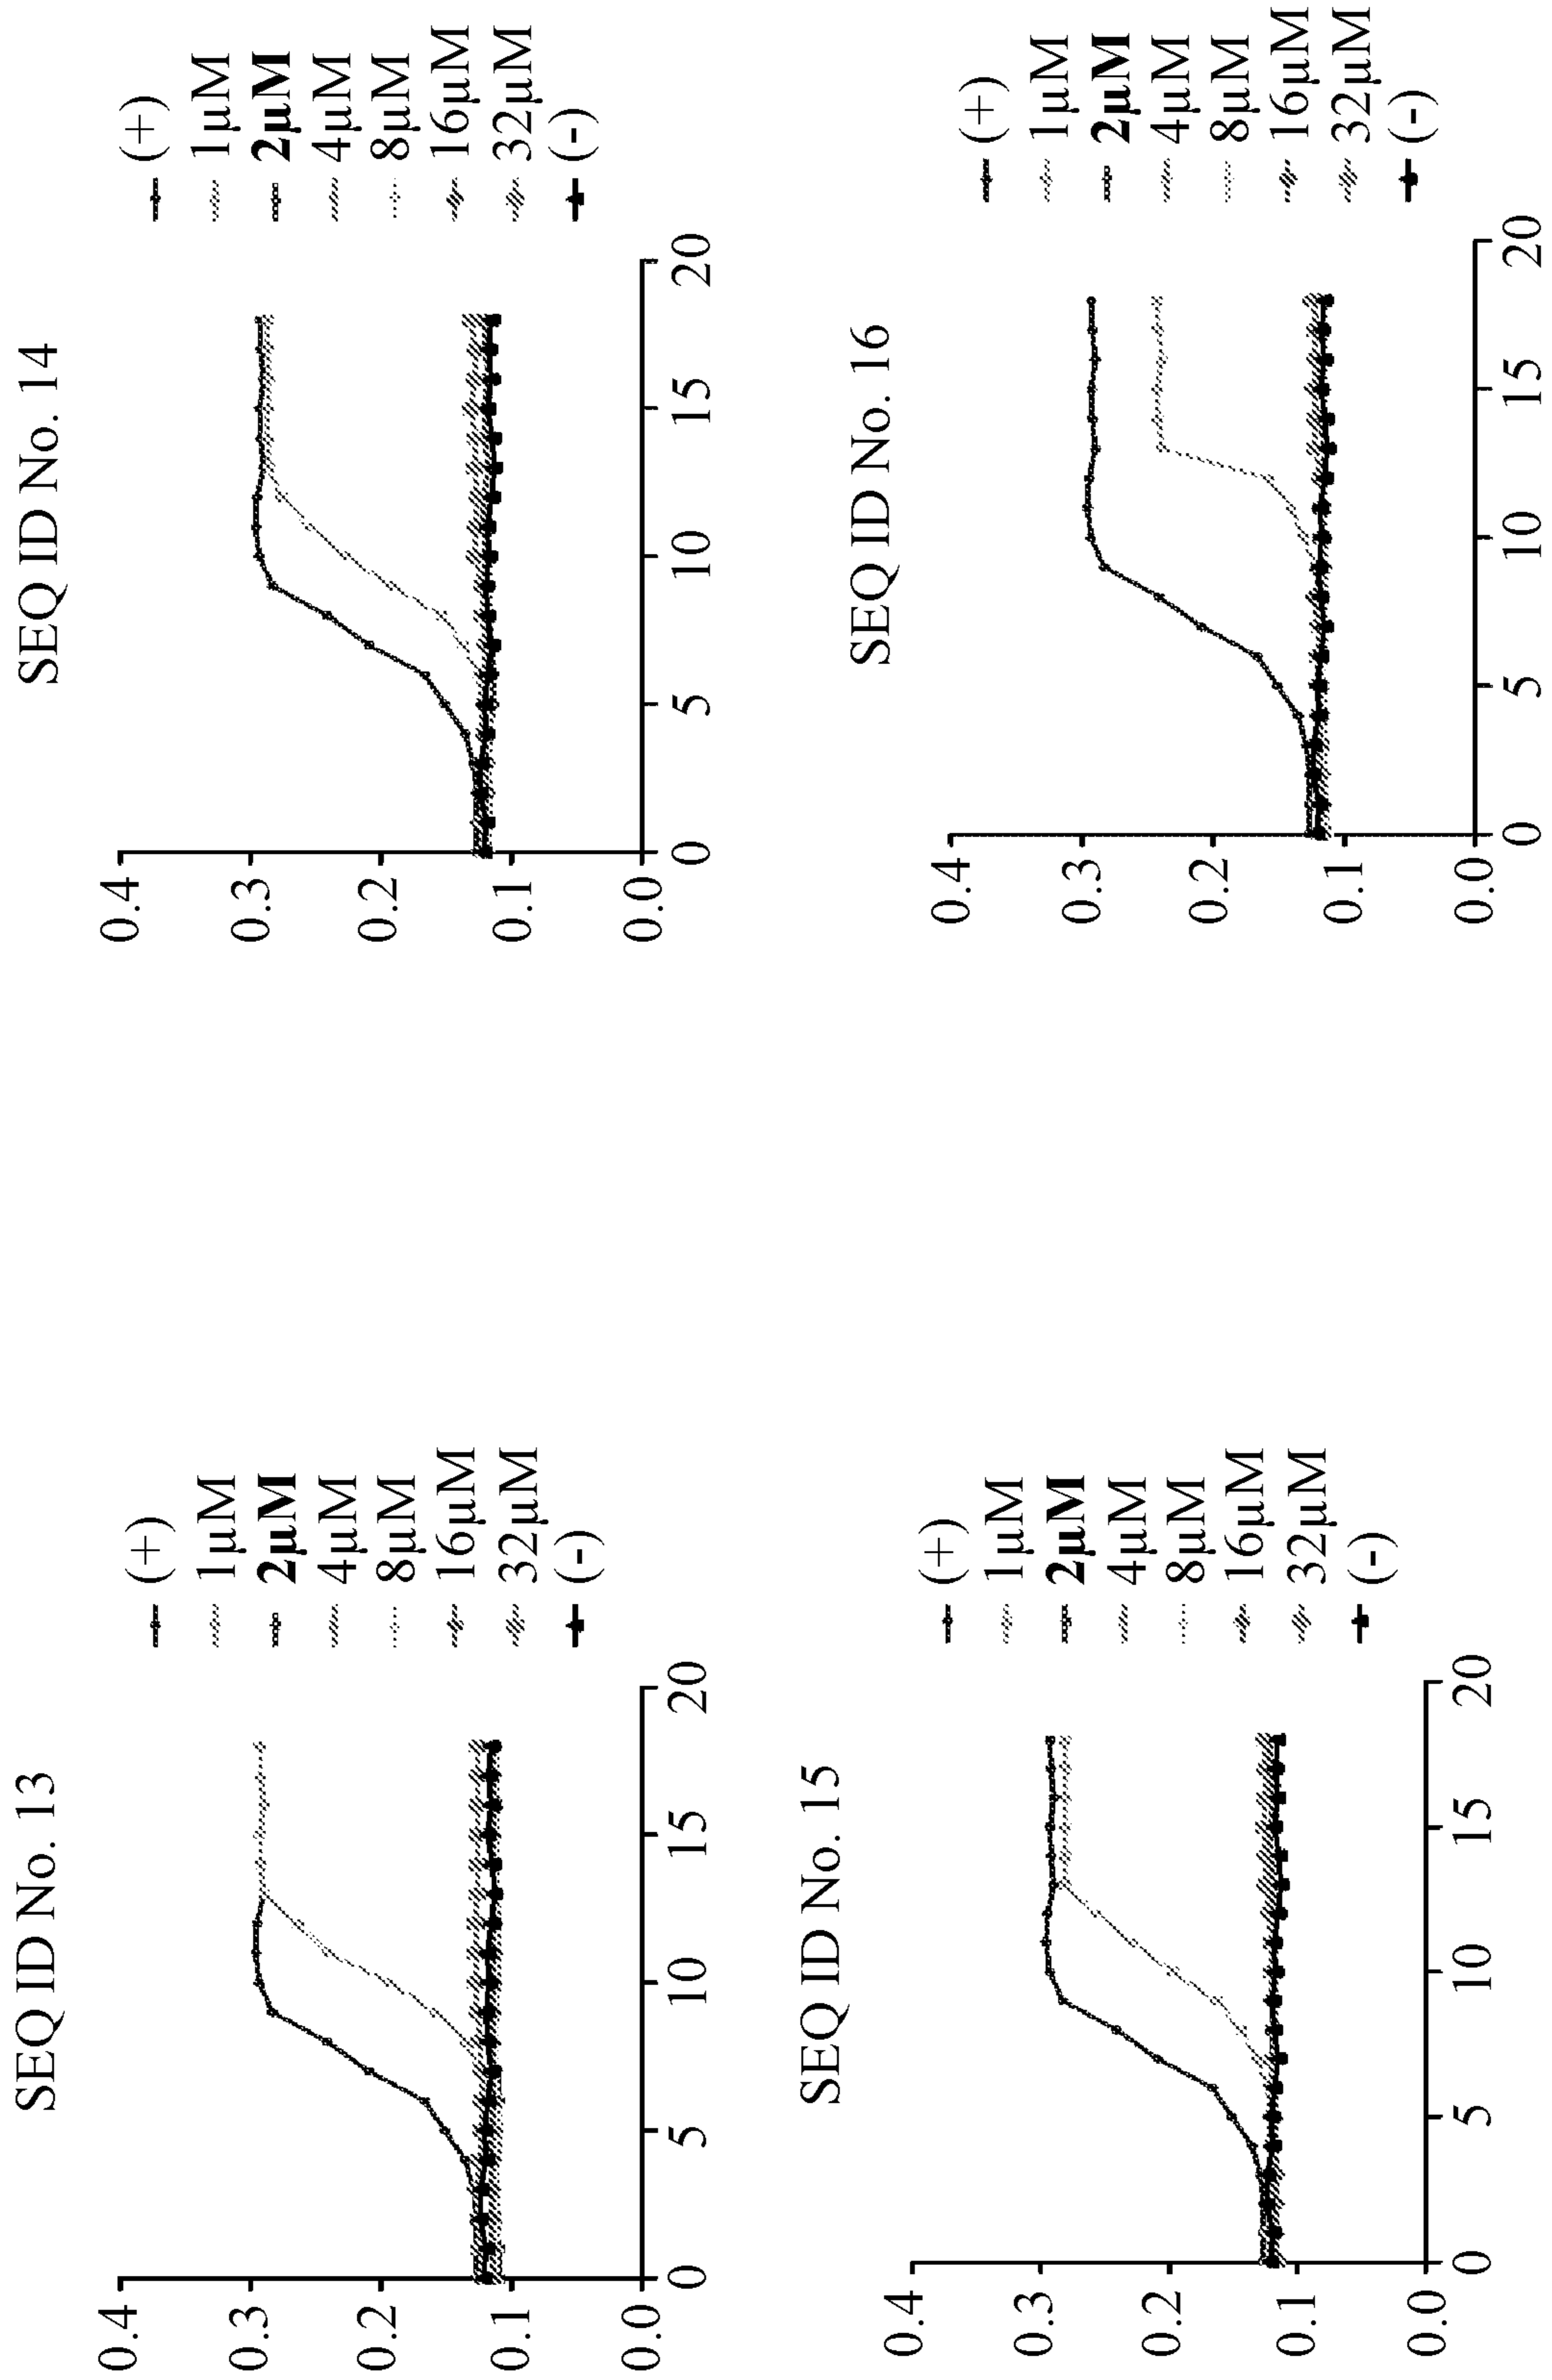 SEQ ID No. 13
0.4
0.3
0.2
0.1
0.0
0
5
10
15
20
(+)
1µM
2µM
4µM
8µM
16µM
32µM
(-)
SEQ ID No. 14
0.4
0.3
0.2
0.1
0.0
0
5
10
15
20
(+)
1µM
2µM
4µM
8µM
16µM
32µM
(-)
SEQ ID No. 15
0.4
0.3
0.2
0.1
0.0
0
5
10
15
20
(+)
1µM
2µM
4µM
8µM
16µM
32µM
(-)
SEQ ID No. 16
0.4
0.3
0.2
0.1
0.0
0
5
10
15
20
(+)
1µM
2µM
4µM
8µM
16µM
32µM
(-)